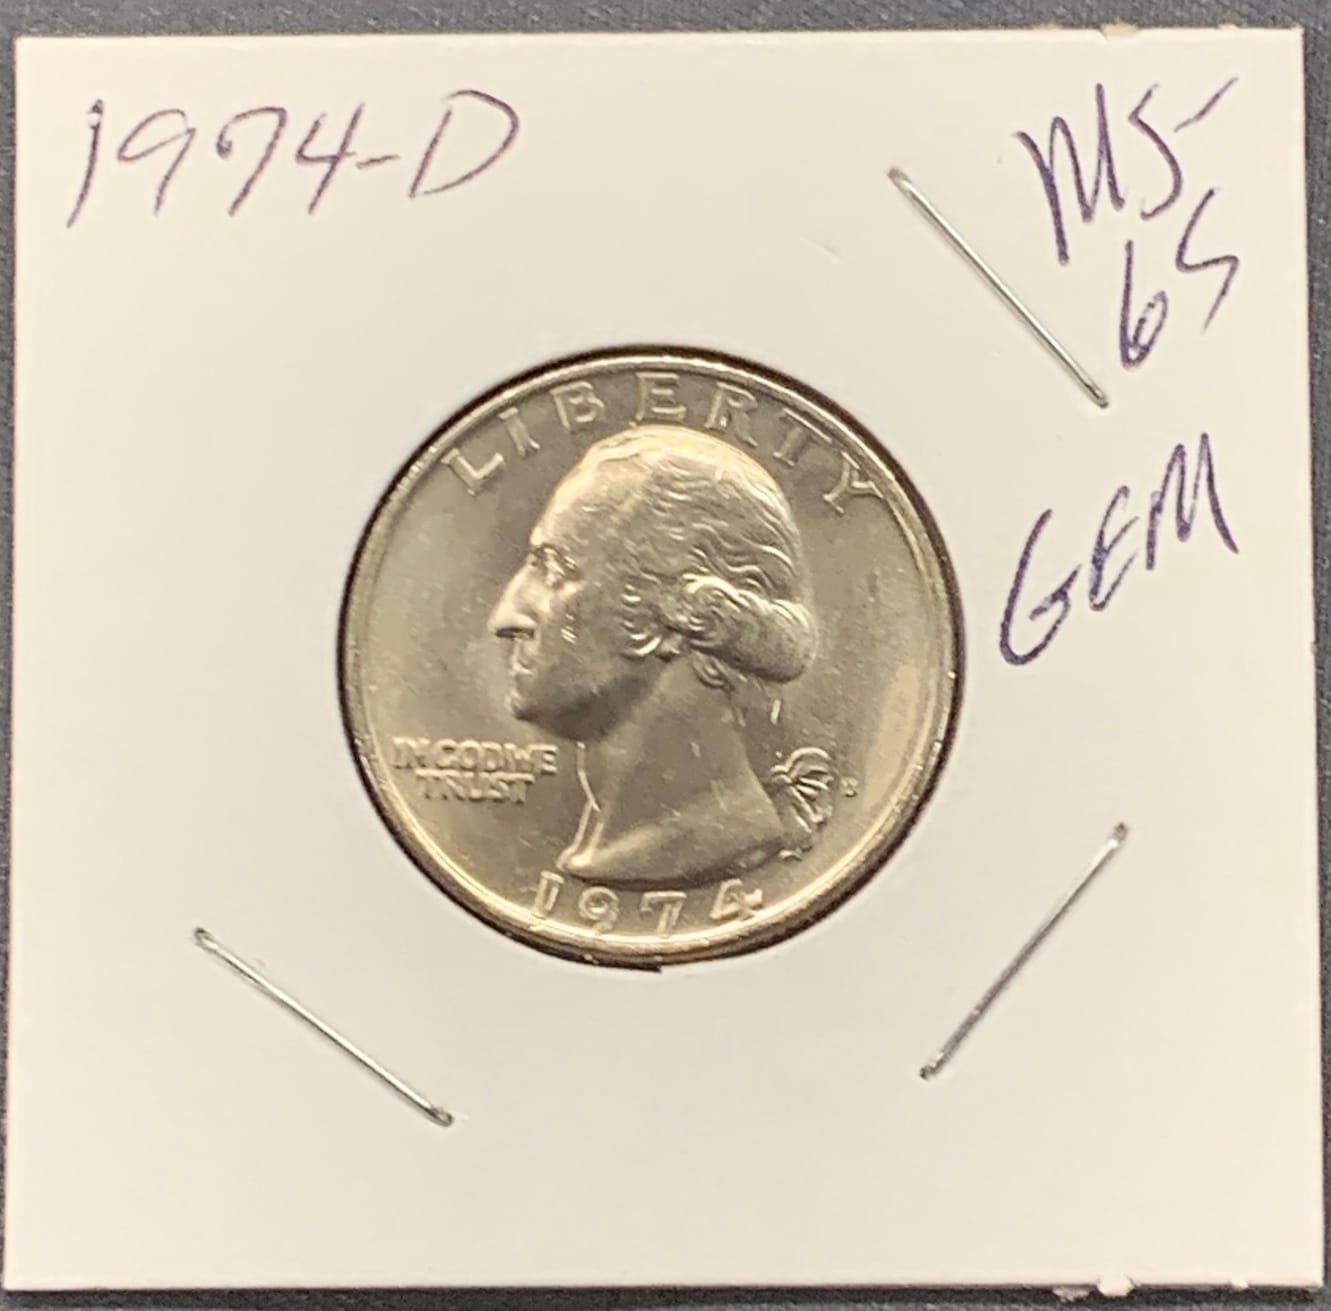 1974-D
MS-
65
GEM
LIBERTY
IN GOD WE
TRUST
D
1974